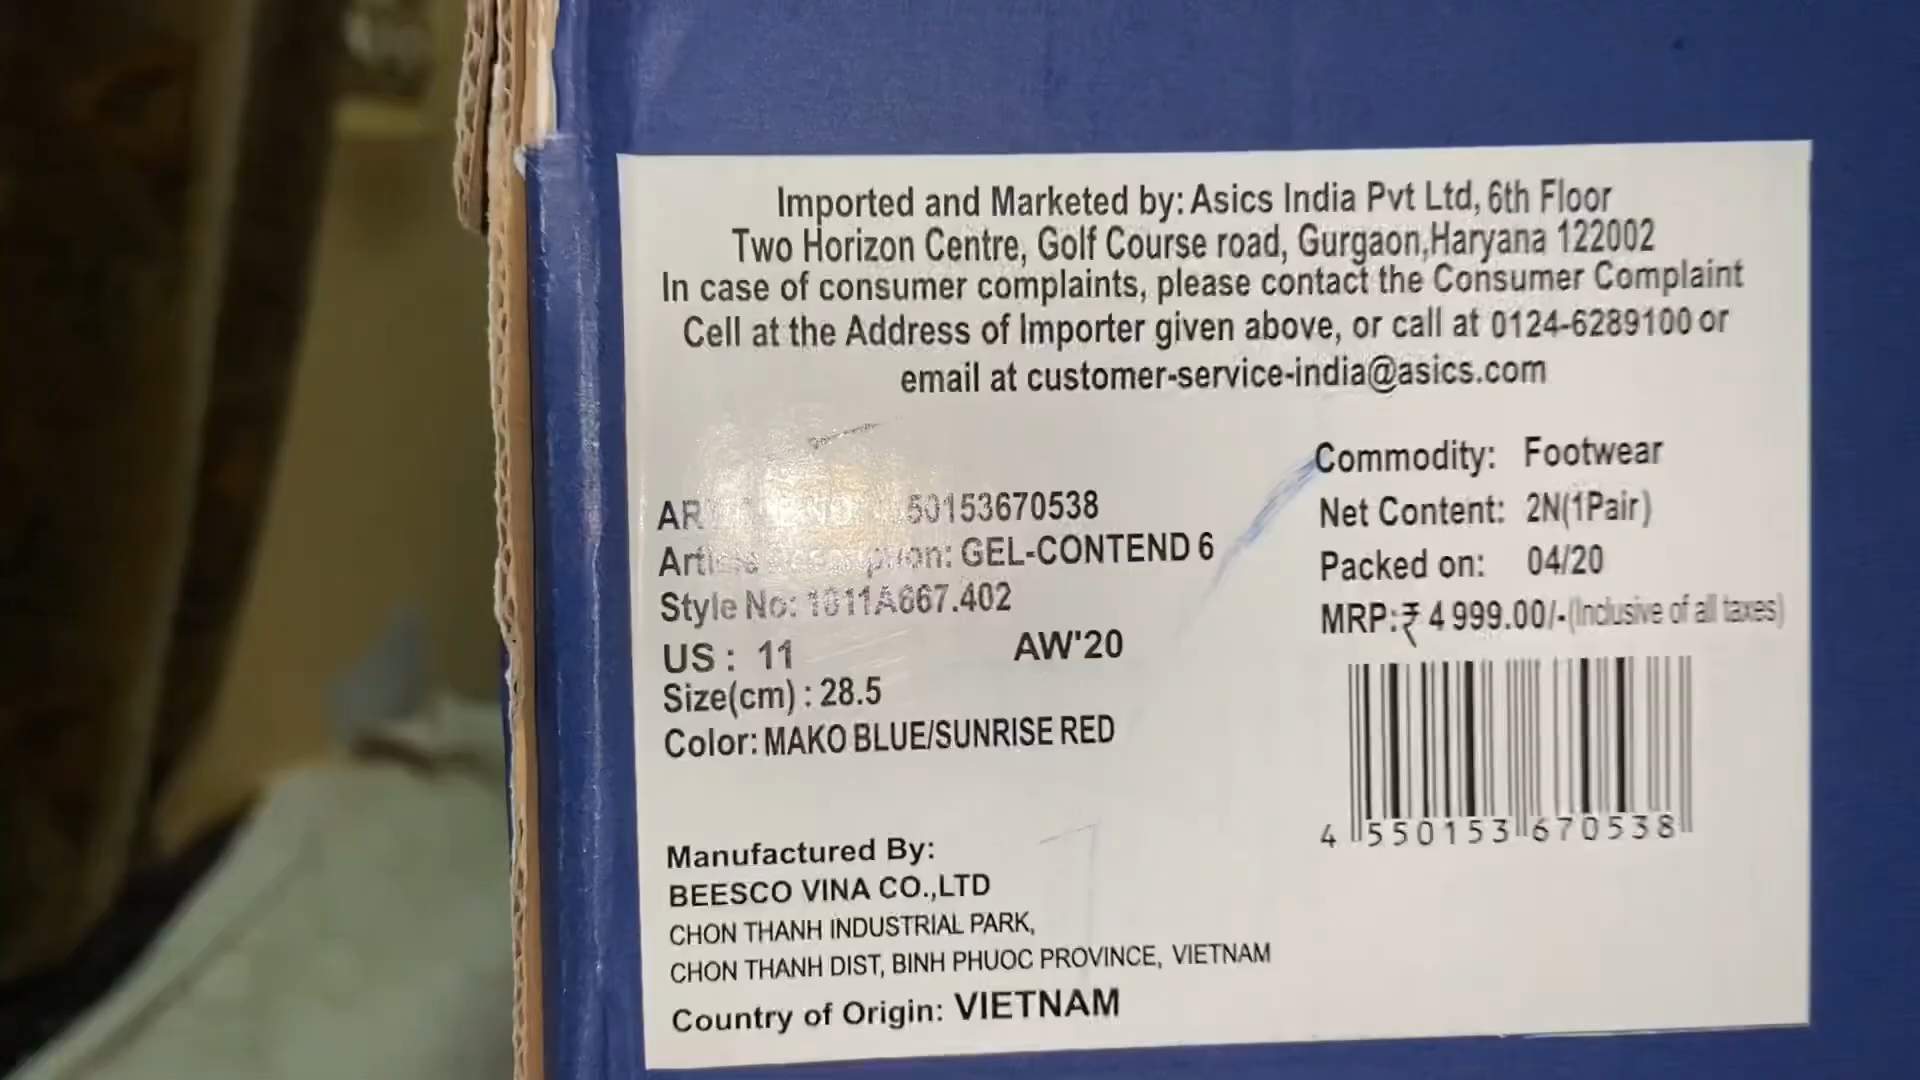 Imported and Marketed by: Asics India Pvt Ltd, 6th Floor
Two Horizon Centre, Golf Course road, Gurgaon,Haryana 122002
In case of consumer complaints, please contact the Consumer Complaint
Cell at the Address of Importer given above, or call at 0124-6289100 or
email at customer-service-india@asics.com
50153670538
GEL-CONTEND 6
Style No: 1011A667.402
US : 11
AW'20
Size(cm) : 28.5
Color: MAKO BLUE/SUNRISE RED
Commodity: Footwear
Net Content: 2N(1Pair)
Packed on: 04/20
MRP:₹ 4999.00/-(Inclusive of all taxes)
4 550153 670538
Manufactured By:
BEESCO VINA CO.,LTD
CHON THANH INDUSTRIAL PARK,
CHON THANH DIST, BINH PHUOC PROVINCE, VIETNAM
Country of Origin: VIETNAM